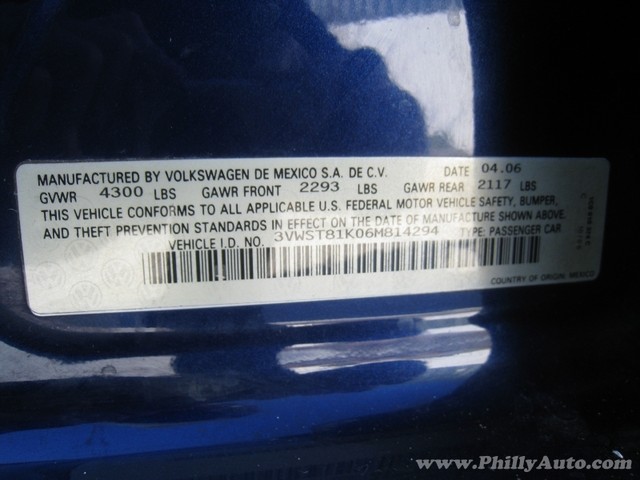 MANUFACTURED BY VOLKSWAGEN DE MEXICO S.A. DE C.V. DATE 04.06
GVWR 4300 LBS GAWR FRONT 2293 LBS GAWR REAR 2117 LBS
THIS VEHICLE CONFORMS TO ALL APPLICABLE U.S. FEDERAL MOTOR VEHICLE SAFETY, BUMPER,
AND THEFT PREVENTION STANDARDS IN EFFECT ON THE DATE OF MANUFACTURE SHOWN ABOVE.
VEHICLE I.D. NO. 3VWST81K06M814294 TYPE: PASSENGER CAR
COUNTRY OF ORIGIN: MEXICO
www.PhillyAuto.com